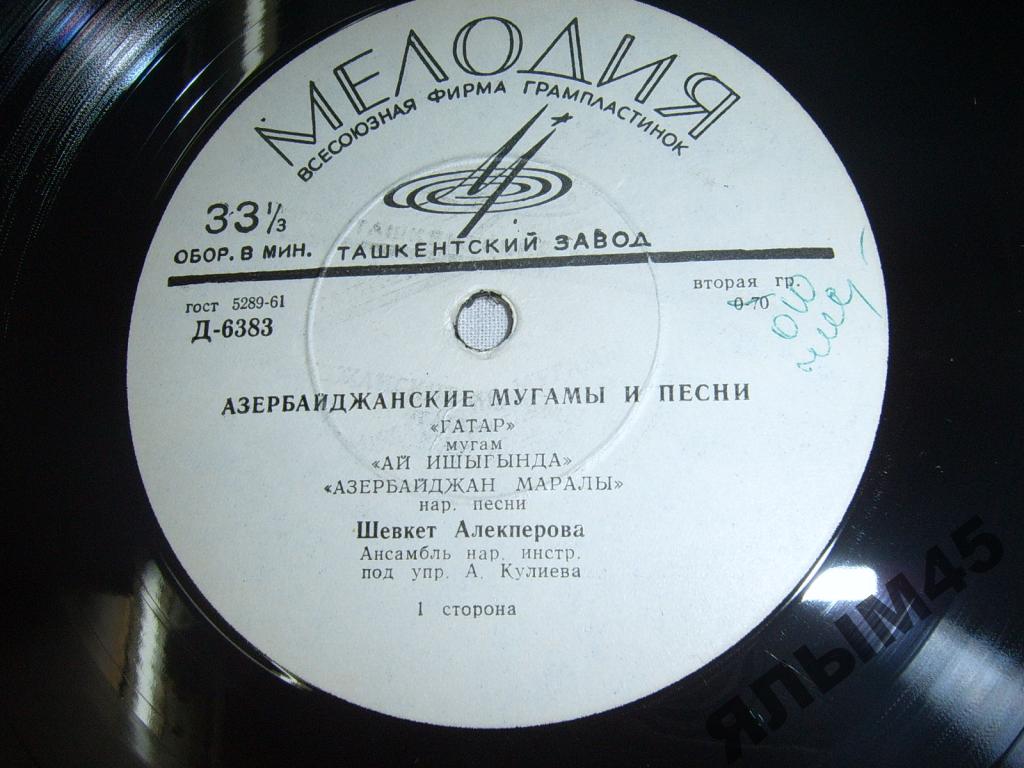 МЕЛОДИЯ
ВСЕСОЮЗНАЯ ФИРМА ГРАМПЛАСТИНОК
33⅓
ОБОР. В МИН. ТАШКЕНТСКИЙ ЗАВОД
гост 5289-61
Д-6383
вторая гр.
0-70
АЗЕРБАЙДЖАНСКИЕ МУГАМЫ И ПЕСНИ
«ГАТАР»
мугам
«АЙ ИШЫГЫНДА»
«АЗЕРБАЙДЖАН МАРАЛЫ»
нар. песни
Шевкет Алекперова
Ансамбль нар. инстр.
под упр. А. Кулиева
1 сторона
ЯЛЫМ45